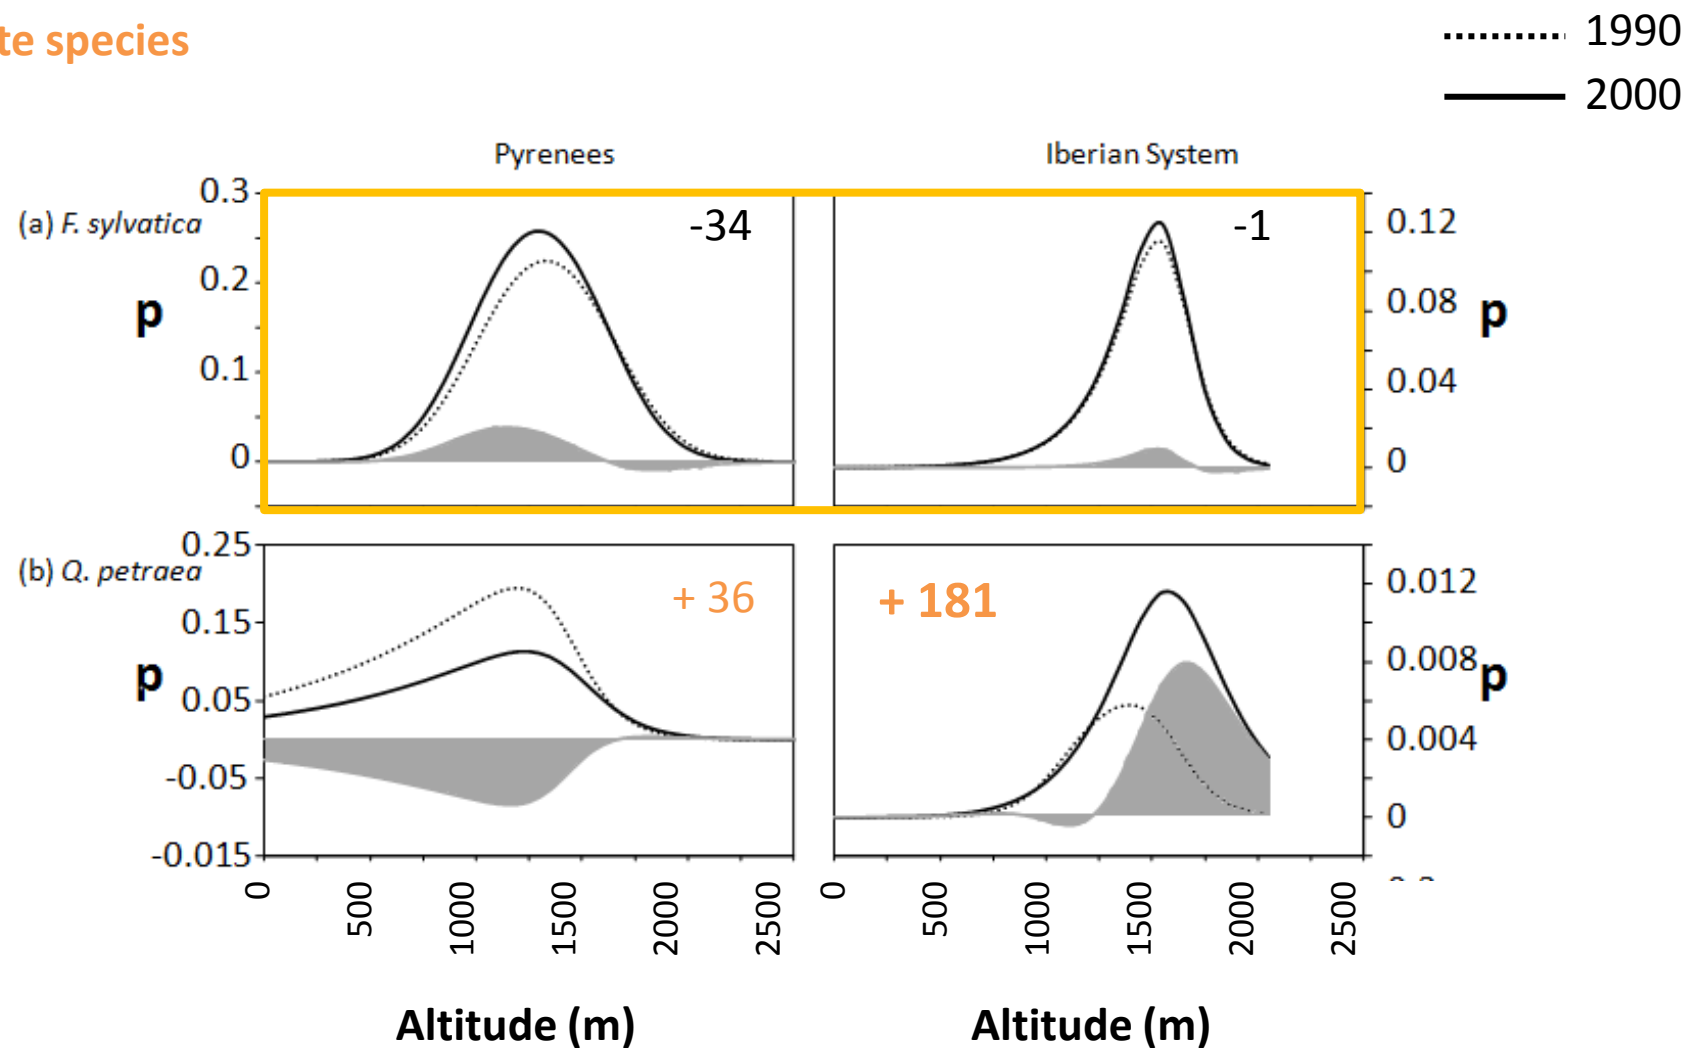 te species
1990
2000
Pyrenees
Iberian System
(a) F. sylvatica
0.3
0.2
0.1
0
p
-34
-1
0.12
0.08
0.04
0
p
(b) Q. petraea
0.25
0.15
0.05
-0.05
-0.015
p
+ 36
+ 181
0.012
0.008
0.004
0
p
0 500 1000 1500 2000 2500
0 500 1000 1500 2000 2500
Altitude (m)
Altitude (m)